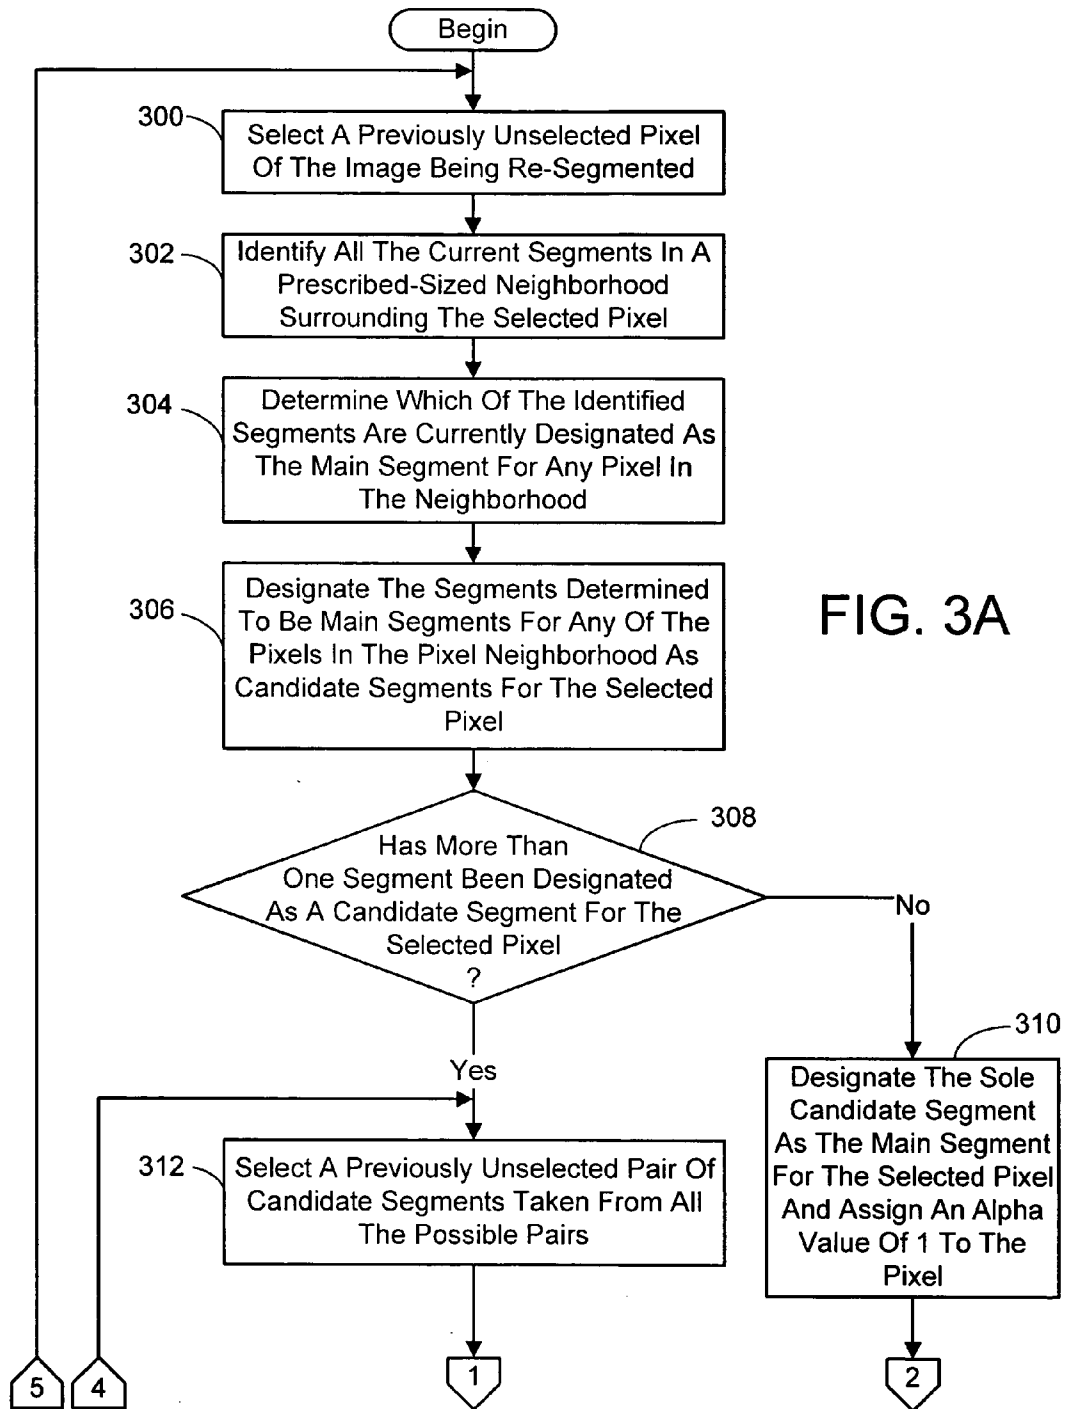 Begin
300
Select A Previously Unselected Pixel
Of The Image Being Re-Segmented
302
Identify All The Current Segments In A
Prescribed-Sized Neighborhood
Surrounding The Selected Pixel
304
Determine Which Of The Identified
Segments Are Currently Designated As
The Main Segment For Any Pixel In
The Neighborhood
306
Designate The Segments Determined
To Be Main Segments For Any Of The
Pixels In The Pixel Neighborhood As
Candidate Segments For The Selected
Pixel
FIG. 3A
308
Has More Than
One Segment Been Designated
As A Candidate Segment For The
Selected Pixel
?
No
Yes
310
Designate The Sole
Candidate Segment
As The Main Segment
For The Selected Pixel
And Assign An Alpha
Value Of 1 To The
Pixel
312
Select A Previously Unselected Pair Of
Candidate Segments Taken From All
The Possible Pairs
5
4
1
2